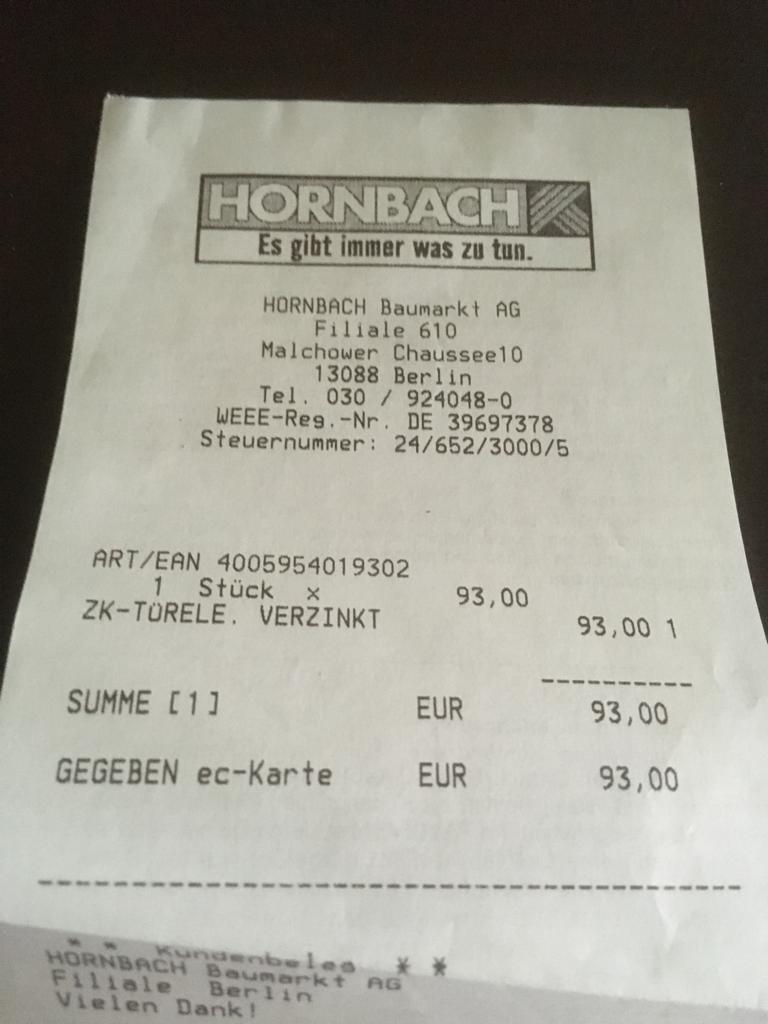 HORNBACH
Es gibt immer was zu tun.
HORNBACH Baumarkt AG
Filiale 610
Malchower Chaussee10
13088 Berlin
Tel. 030 / 924048-0
WEEE-Reg.-Nr. DE 39697378
Steuernummer: 24/652/3000/5
ART/EAN 4005954019302
1 Stück x 93,00
ZK-TÜRELE. VERZINKT 93,00 1
----------
SUMME [1] EUR 93,00
GEGEBEN ec-Karte EUR 93,00
* * Kundenbeleg * *
HORNBACH Baumarkt AG
Filiale Berlin
Vielen Dank!